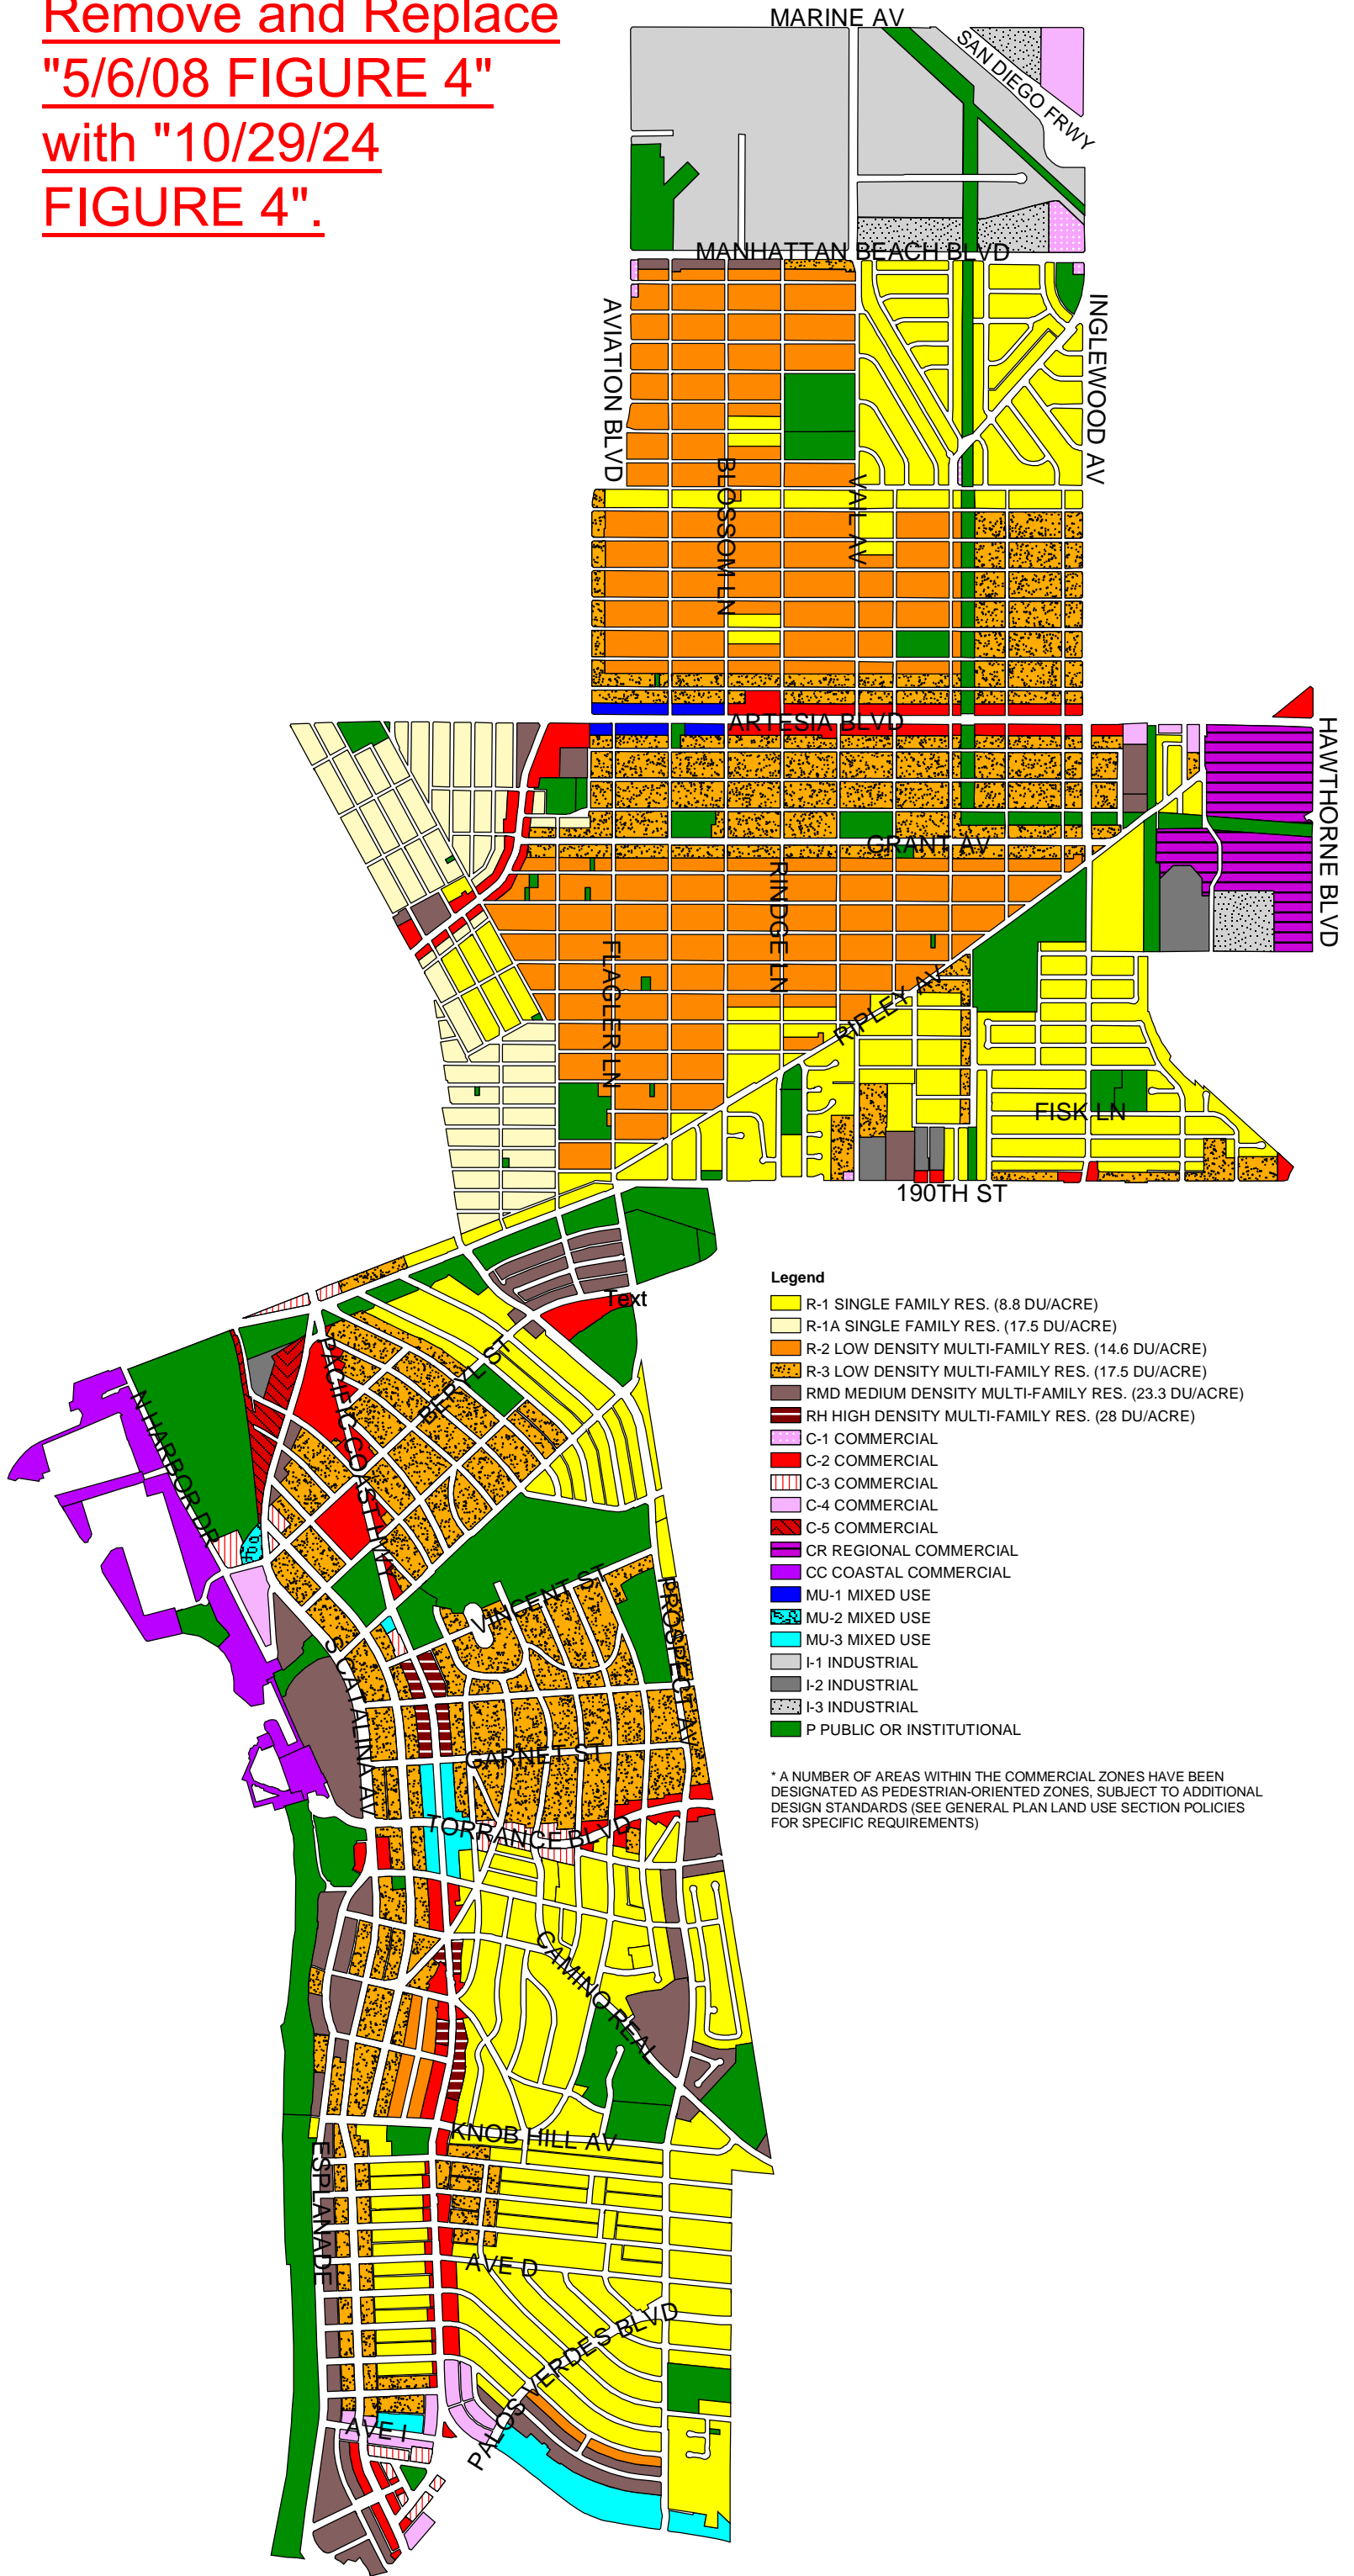 Remove and Replace
"5/6/08 FIGURE 4"
with "10/29/24
FIGURE 4".
MARINE AV
SAN DIEGO FRWY
MANHATTAN BEACH BLVD
AVIATION BLVD
INGLEWOOD AV
BLOSSOM LN
VAIL AV
ARTESIA BLVD
HAWTHORNE BLVD
GRANT AV
RINDGE LN
FLAGLER LN
RIPLEY AV
FISK LN
190TH ST
Text
BERYL ST
PACIFIC COAST HWY
N HARBOR DR
VINCENT ST
PROSPECT AV
S CATALINA AV
GARNET ST
TORRANCE BLVD
CAMINO REAL
KNOB HILL AV
ESPLANADE
AVE D
PALOS VERDES BLVD
AVE I
Legend
R-1 SINGLE FAMILY RES. (8.8 DU/ACRE)
R-1A SINGLE FAMILY RES. (17.5 DU/ACRE)
R-2 LOW DENSITY MULTI-FAMILY RES. (14.6 DU/ACRE)
R-3 LOW DENSITY MULTI-FAMILY RES. (17.5 DU/ACRE)
RMD MEDIUM DENSITY MULTI-FAMILY RES. (23.3 DU/ACRE)
RH HIGH DENSITY MULTI-FAMILY RES. (28 DU/ACRE)
C-1 COMMERCIAL
C-2 COMMERCIAL
C-3 COMMERCIAL
C-4 COMMERCIAL
C-5 COMMERCIAL
CR REGIONAL COMMERCIAL
CC COASTAL COMMERCIAL
MU-1 MIXED USE
MU-2 MIXED USE
MU-3 MIXED USE
I-1 INDUSTRIAL
I-2 INDUSTRIAL
I-3 INDUSTRIAL
P PUBLIC OR INSTITUTIONAL
* A NUMBER OF AREAS WITHIN THE COMMERCIAL ZONES HAVE BEEN
DESIGNATED AS PEDESTRIAN-ORIENTED ZONES, SUBJECT TO ADDITIONAL
DESIGN STANDARDS (SEE GENERAL PLAN LAND USE SECTION POLICIES
FOR SPECIFIC REQUIREMENTS)